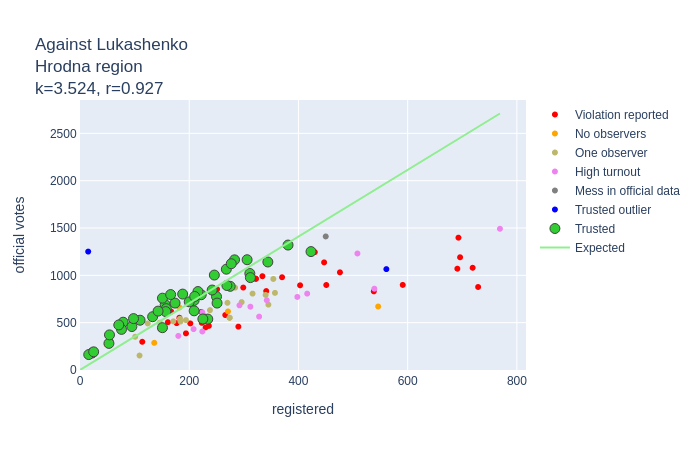 Against Lukashenko
Hrodna region
k=3.524, r=0.927
2500
2000
1500
1000
500
0
official votes
0 200 400 600 800
registered
Violation reported
No observers
One observer
High turnout
Mess in official data
Trusted outlier
Trusted
Expected